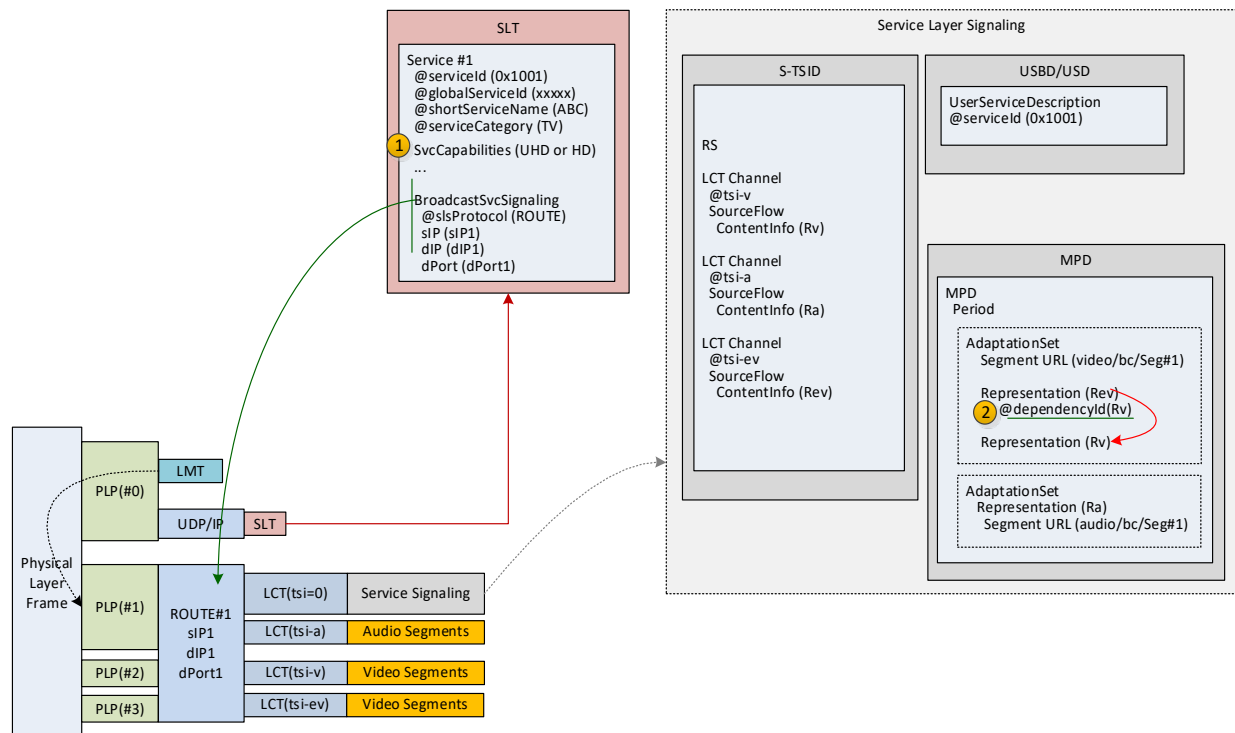 SLT
Service #1
@serviceId (0x1001)
@globalServiceId (xxxxx)
@shortServiceName (ABC)
@serviceCategory (TV)
1
SvcCapabilities (UHD or HD)
...
BroadcastSvcSignaling
@slsProtocol (ROUTE)
sIP (sIP1)
dIP (dIP1)
dPort (dPort1)
Service Layer Signaling
S-TSID
RS
LCT Channel
@tsi-v
SourceFlow
ContentInfo (Rv)
LCT Channel
@tsi-a
SourceFlow
ContentInfo (Ra)
LCT Channel
@tsi-ev
SourceFlow
ContentInfo (Rev)
USBD/USD
UserServiceDescription
@serviceId (0x1001)
MPD
MPD
Period
AdaptationSet
Segment URL (video/bc/Seg#1)
Representation (Rev)
2
@dependencyId(Rv)
Representation (Rv)
AdaptationSet
Representation (Ra)
Segment URL (audio/bc/Seg#1)
Physical
Layer
Frame
PLP(#0)
LMT
UDP/IP
SLT
PLP(#1)
PLP(#2)
PLP(#3)
ROUTE#1
sIP1
dIP1
dPort1
LCT(tsi=0)
Service Signaling
LCT(tsi-a)
Audio Segments
LCT(tsi-v)
Video Segments
LCT(tsi-ev)
Video Segments